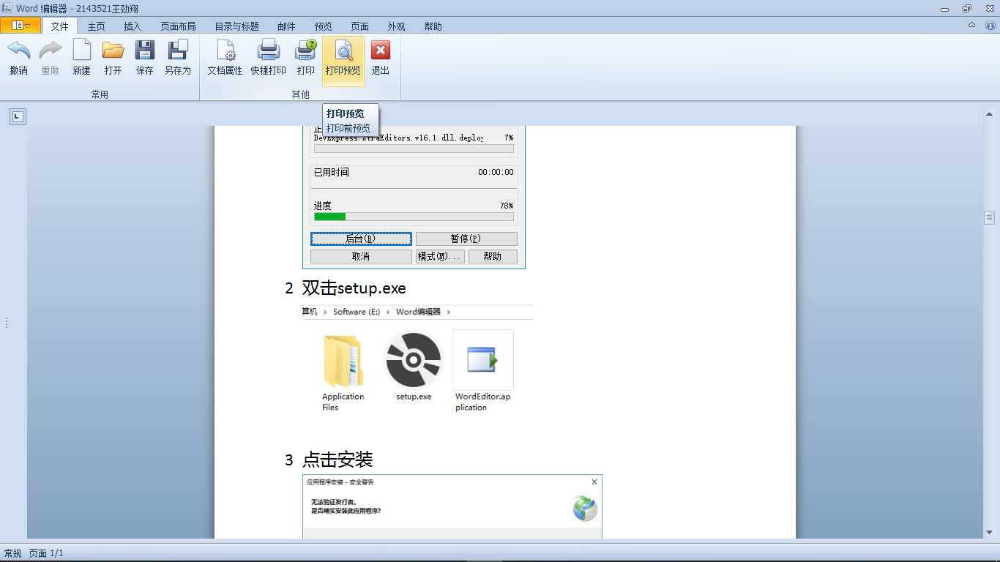 Word 编辑器 - 2143521王劲翔
文件 主页 插入 页面布局 目录与标题 邮件 预览 页面 外观 帮助
撤销 重做 新建 打开 保存 另存为 文档属性 快捷打印 打印 打印预览 退出
常用 其他
打印预览
打印前预览
DevExpress.XtraEditors.v16.1.dll.deploy 7%
已用时间 00:00:00
进度 78%
后台(B) 暂停(P)
取消 模式(M)... 帮助
2 双击setup.exe
算机 › Software (E:) › Word编辑器 ›
Application Files
setup.exe
WordEditor.application
3 点击安装
应用程序安装 - 安全警告
无法验证发行者。
是否确实安装此应用程序?
常规 页面 1/1